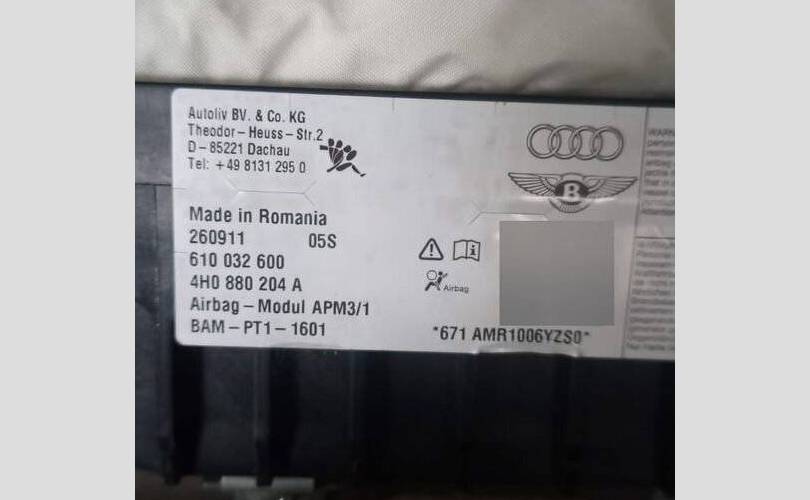 Autoliv BV. & Co. KG
Theodor-Heuss-Str.2
D-85221 Dachau
Tel: +49 8131 295 0
B
Made in Romania
260911 05S
610 032 600
4H0 880 204 A
Airbag-Modul APM3/1
BAM-PT1-1601
Airbag
*671 AMR1006YZS0*